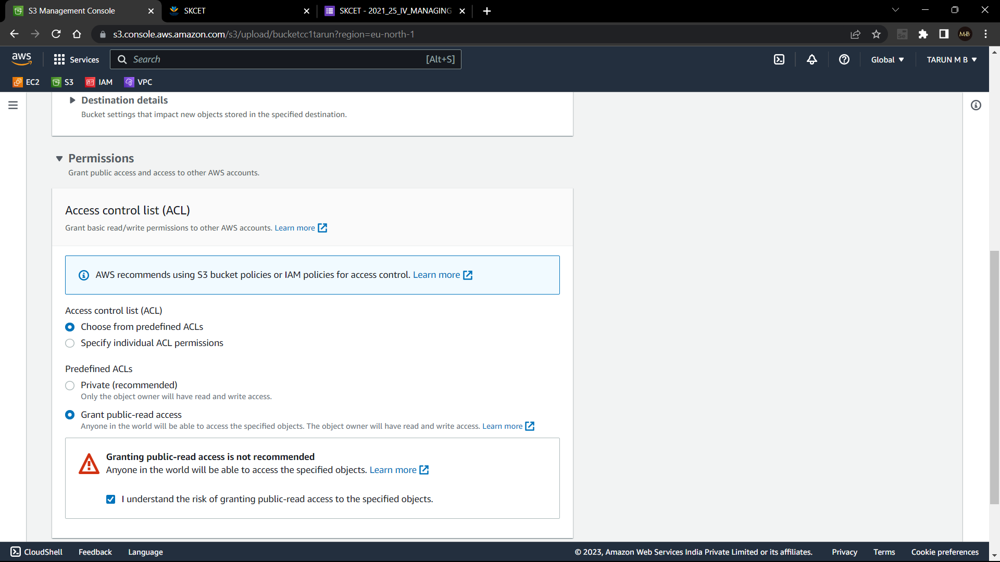 S3 Management Console
SKCET
SKCET - 2021_25_IV_MANAGING
s3.console.aws.amazon.com/s3/upload/bucketcc1tarun?region=eu-north-1
Se
M&B
aws
Services
Search
[Alt+S]
Global
TARUN M B
EC2
S3
IAM
VPC
Destination details
Bucket settings that impact new objects stored in the specified destination.
Permissions
Grant public access and access to other AWS accounts.
Access control list (ACL)
Grant basic read/write permissions to other AWS accounts. Learn more
AWS recommends using S3 bucket policies or IAM policies for access control. Learn more
Access control list (ACL)
Choose from predefined ACLs
Specify individual ACL permissions
Predefined ACLs
Private (recommended)
Only the object owner will have read and write access.
Grant public-read access
Anyone in the world will be able to access the specified objects. The object owner will have read and write access. Learn more
Granting public-read access is not recommended
Anyone in the world will be able to access the specified objects. Learn more
I understand the risk of granting public-read access to the specified objects.
CloudShell
Feedback
Language
© 2023, Amazon Web Services India Private Limited or its affiliates.
Privacy
Terms
Cookie preferences